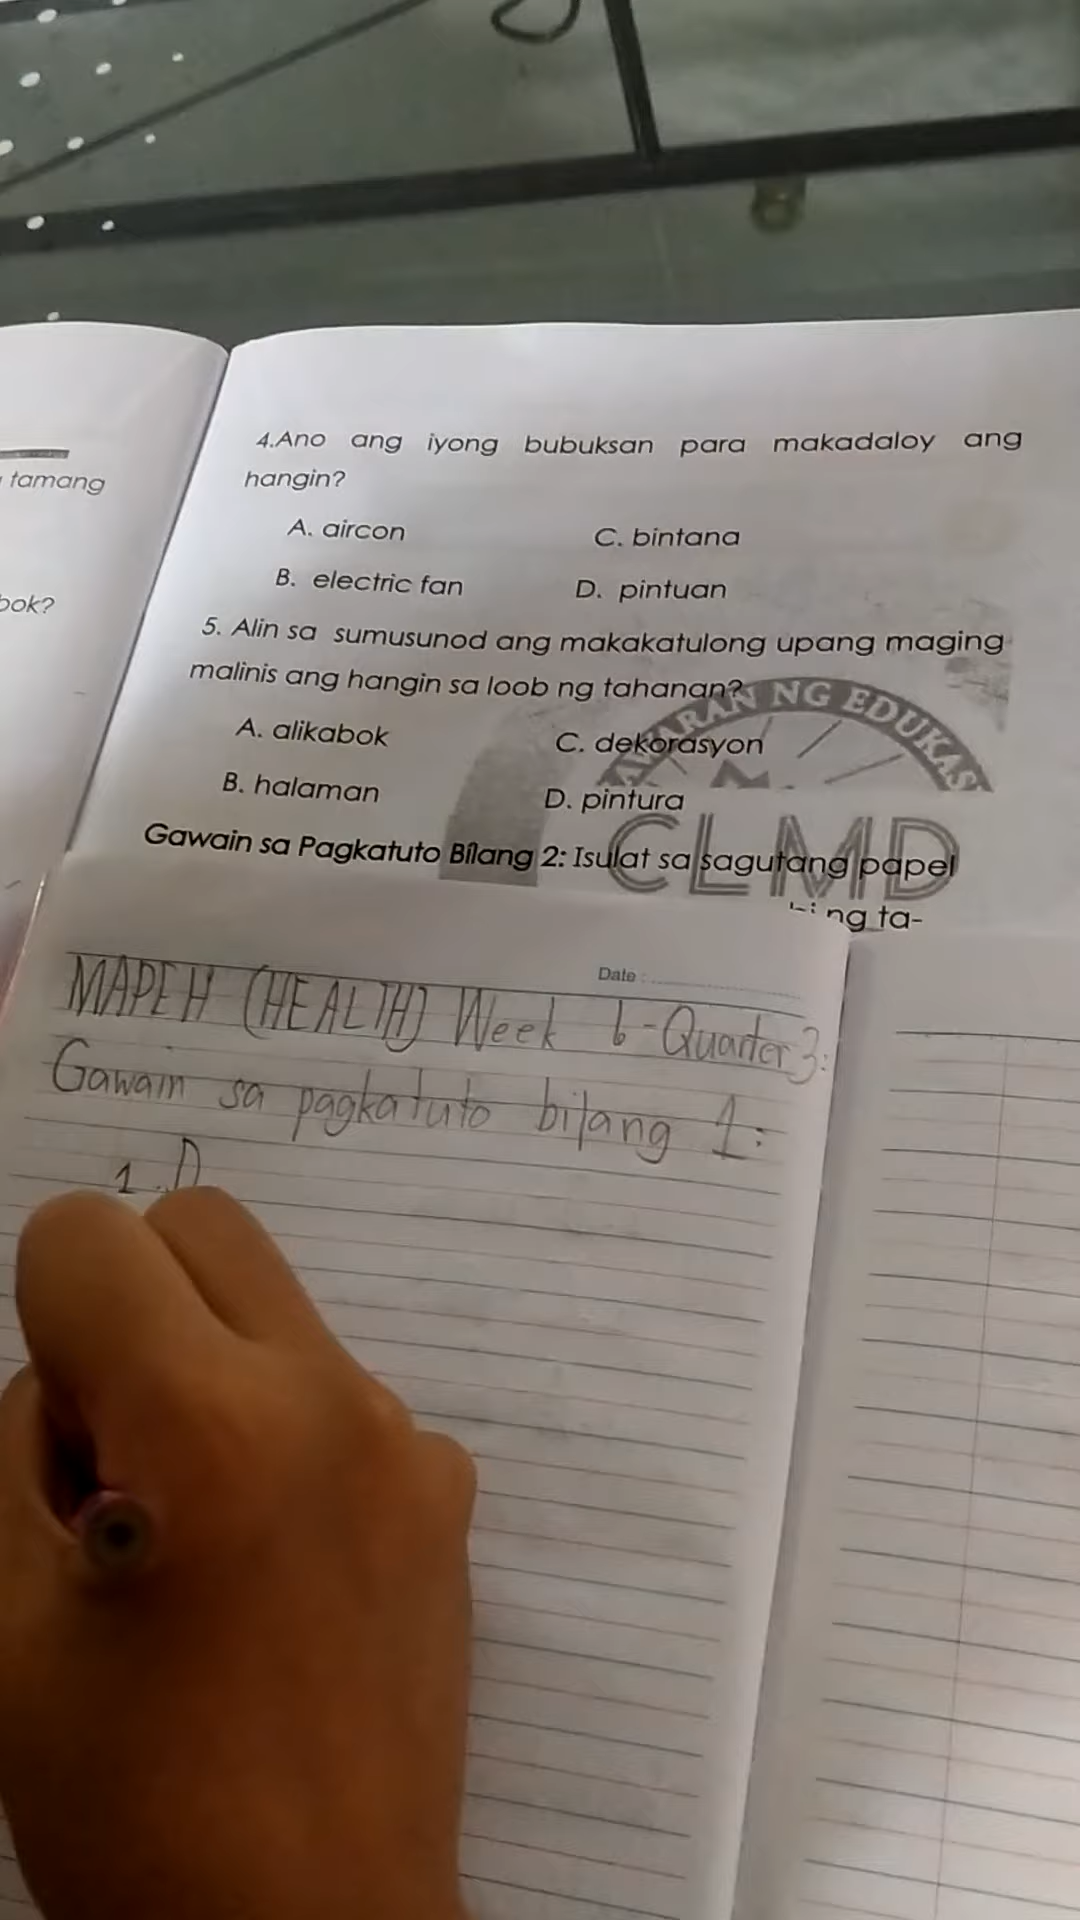 tamang
bok?
4.Ano ang iyong bubuksan para makadaloy ang
hangin?
A. aircon C. bintana
B. electric fan D. pintuan
5. Alin sa sumusunod ang makakatulong upang maging
malinis ang hangin sa loob ng tahanan?
A. alikabok C. dekorasyon
B. halaman D. pintura
NG EDUKAS
CLMD
Gawain sa Pagkatuto Bilang 2: Isulat sa sagutang papel
ng ta-
Date :
MAPEH (HEALTH) Week 6-Quarter 3:
Gawain sa pagkatuto bilang 1:
1. D